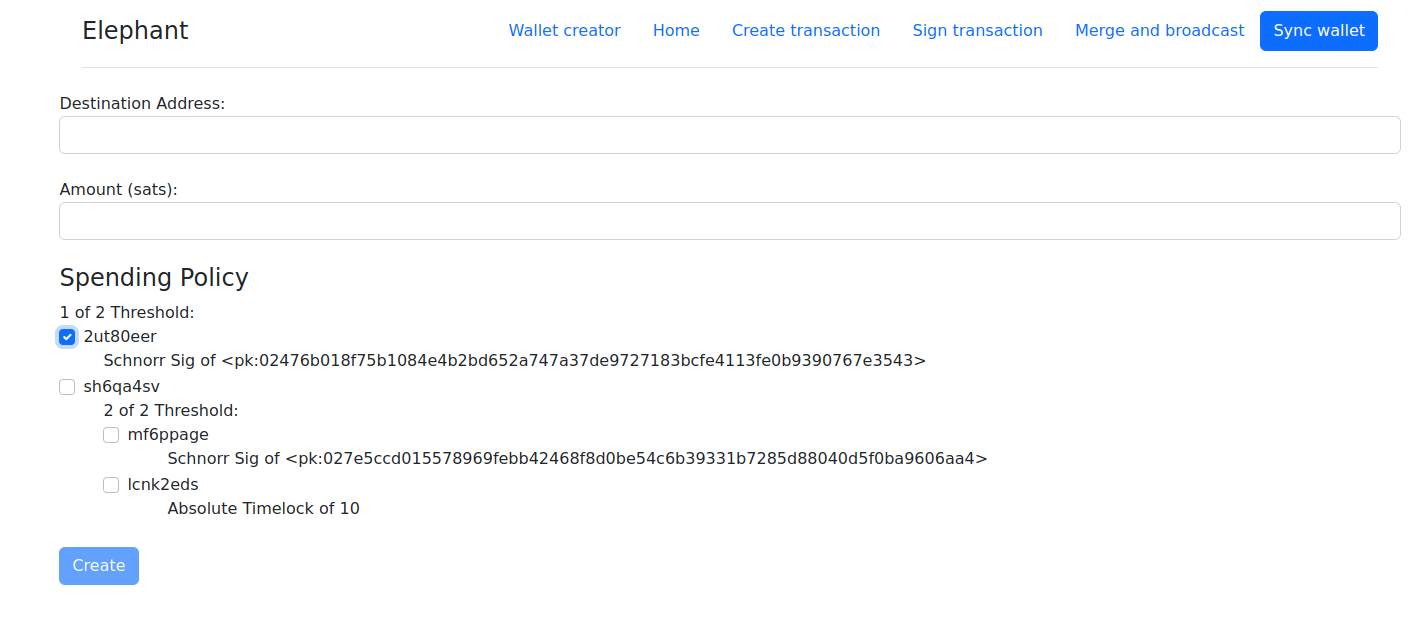 Elephant
Wallet creator Home Create transaction Sign transaction Merge and broadcast Sync wallet
Destination Address:
Amount (sats):
Spending Policy
1 of 2 Threshold:
2ut80eer
Schnorr Sig of <pk:02476b018f75b1084e4b2bd652a747a37de9727183bcfe4113fe0b9390767e3543>
sh6qa4sv
2 of 2 Threshold:
mf6ppage
Schnorr Sig of <pk:027e5ccd015578969febb42468f8d0be54c6b39331b7285d88040d5f0ba9606aa4>
lcnk2eds
Absolute Timelock of 10
Create